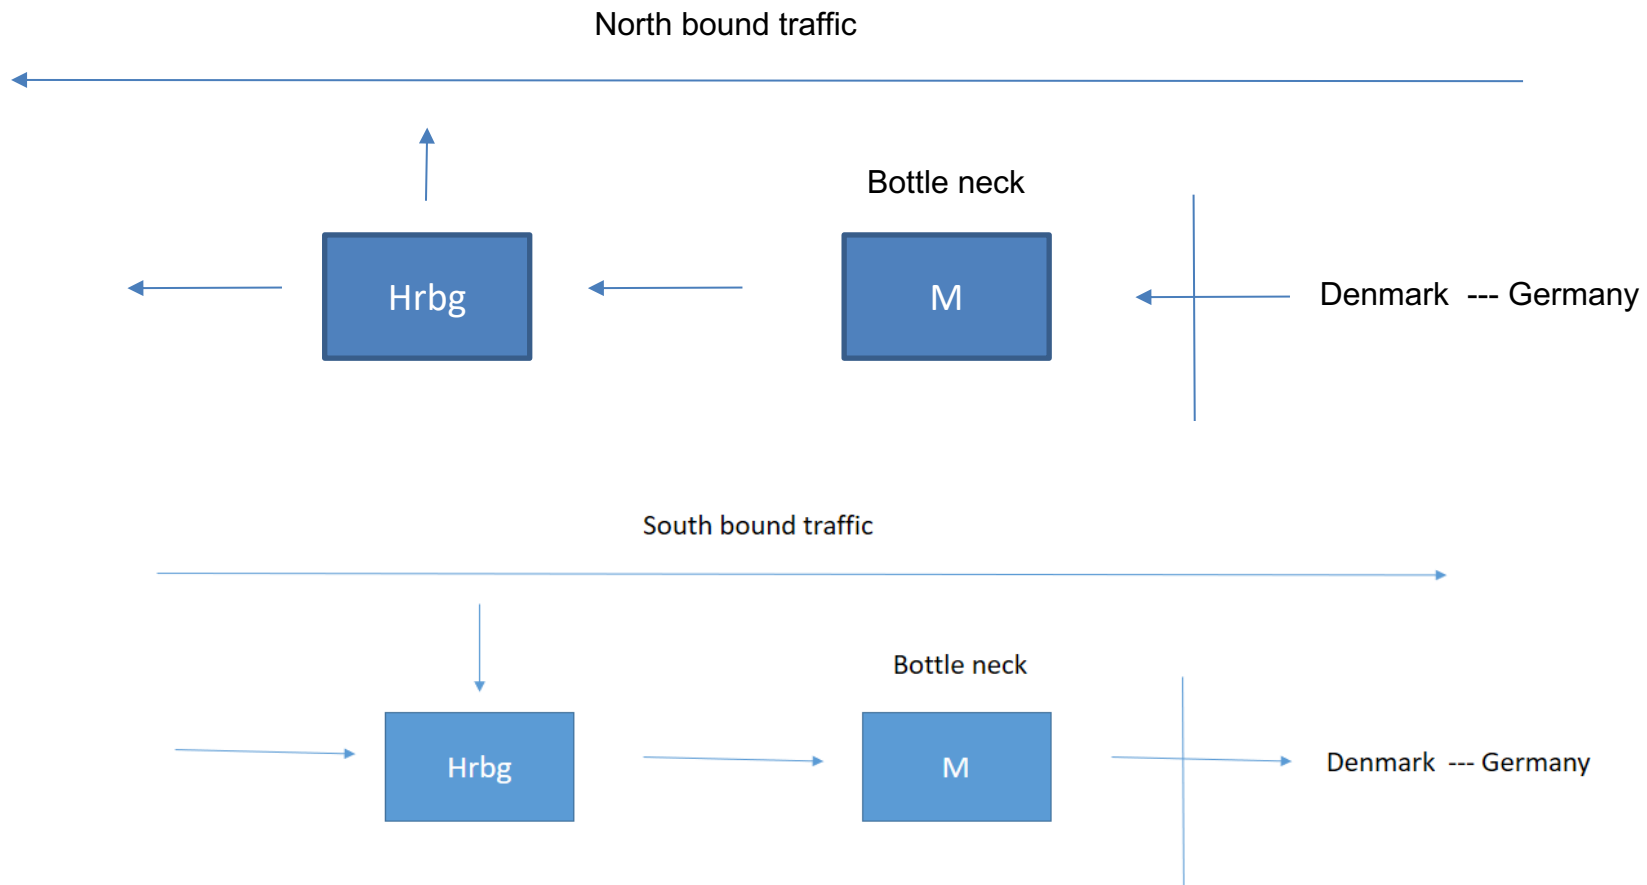 North bound traffic
Bottle neck
Hrbg
M
Denmark --- Germany
South bound traffic
Bottle neck
Hrbg
M
Denmark --- Germany